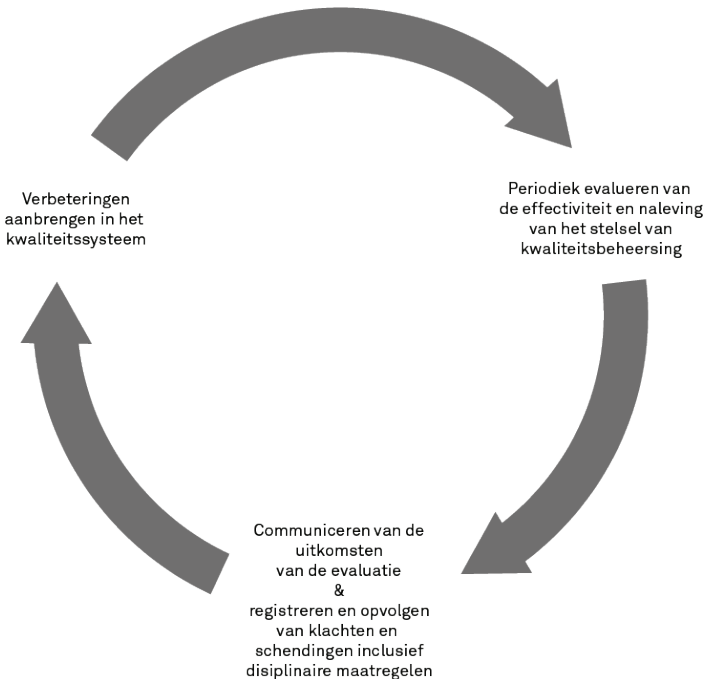 Verbeteringen
aanbrengen in het
kwaliteitssysteem
Periodiek evalueren van
de effectiviteit en naleving
van het stelsel van
kwaliteitsbeheersing
Communiceren van de
uitkomsten
van de evaluatie
&
registreren en opvolgen
van klachten en
schendingen inclusief
disiplinaire maatregelen